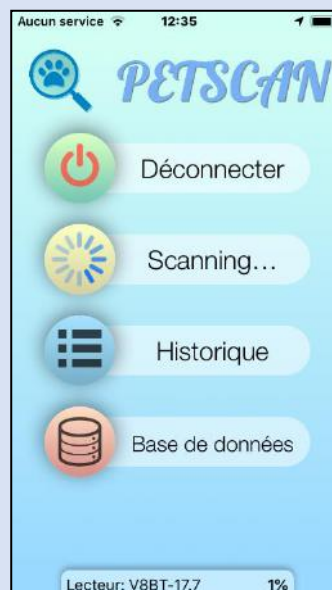 Aucun service 12:35
PETSCAN
Déconnecter
Scanning...
Historique
Base de données
Lecteur: V8BT-17.7 1%